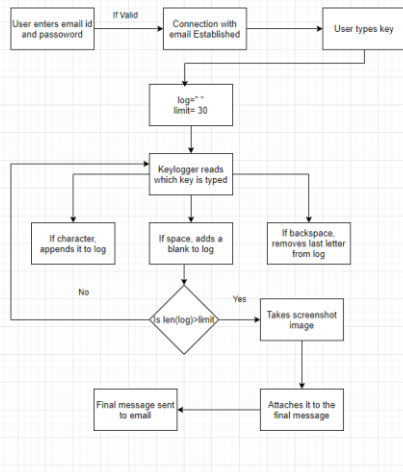 If Valid
User enters email id
and passoword
Connection with
email Established
User types key
log=" "
limit= 30
Keylogger reads
which key is typed
If character,
appends it to log
If space, adds a
blank to log
If backspace,
removes last letter
from log
No
Yes
Is len(log)>limit
Takes screenshot
image
Final message sent
to email
Attaches it to the
final message